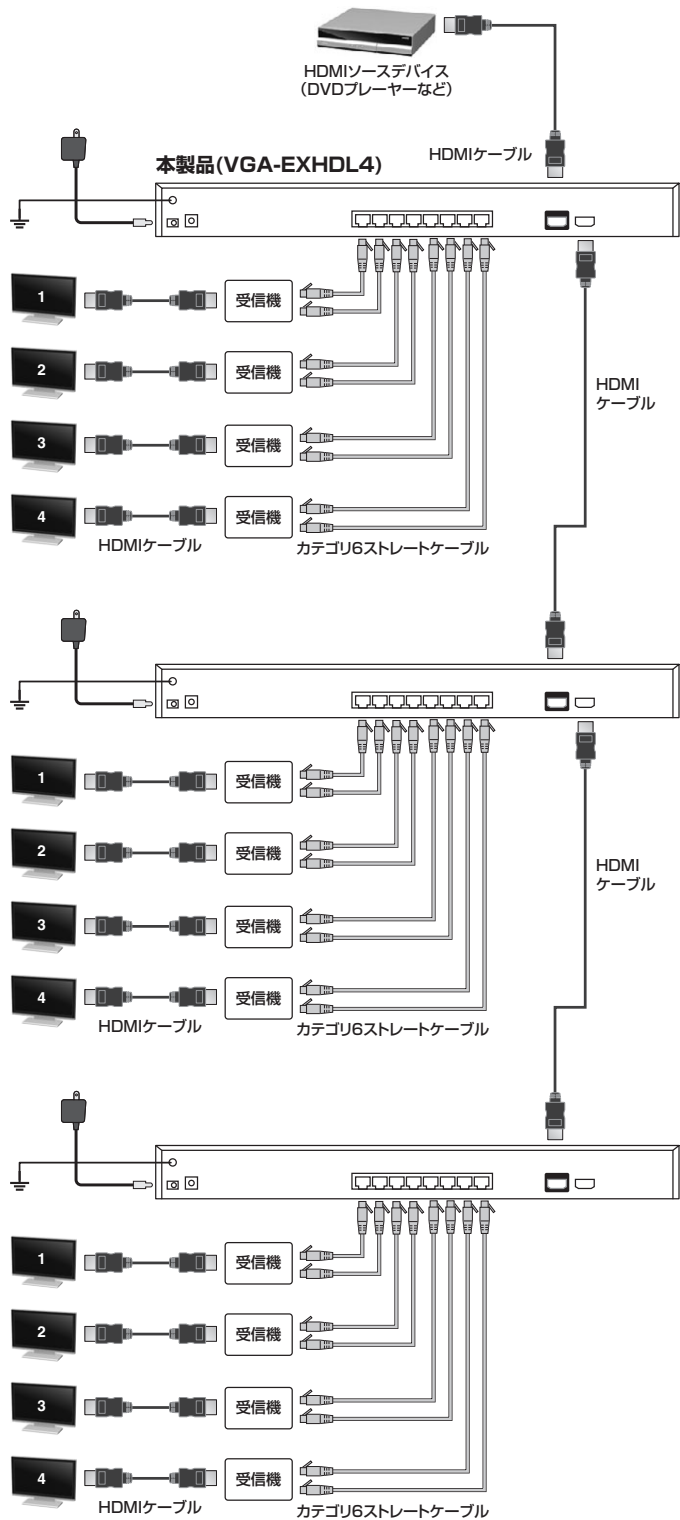 HDMIソースデバイス
（DVDプレーヤーなど）
HDMIケーブル
本製品(VGA-EXHDL4)
1
受信機
2
受信機
HDMI
ケーブル
3
受信機
4
受信機
HDMIケーブル
カテゴリ6ストレートケーブル
1
受信機
2
受信機
HDMI
ケーブル
3
受信機
4
受信機
HDMIケーブル
カテゴリ6ストレートケーブル
1
受信機
2
受信機
3
受信機
4
受信機
HDMIケーブル
カテゴリ6ストレートケーブル